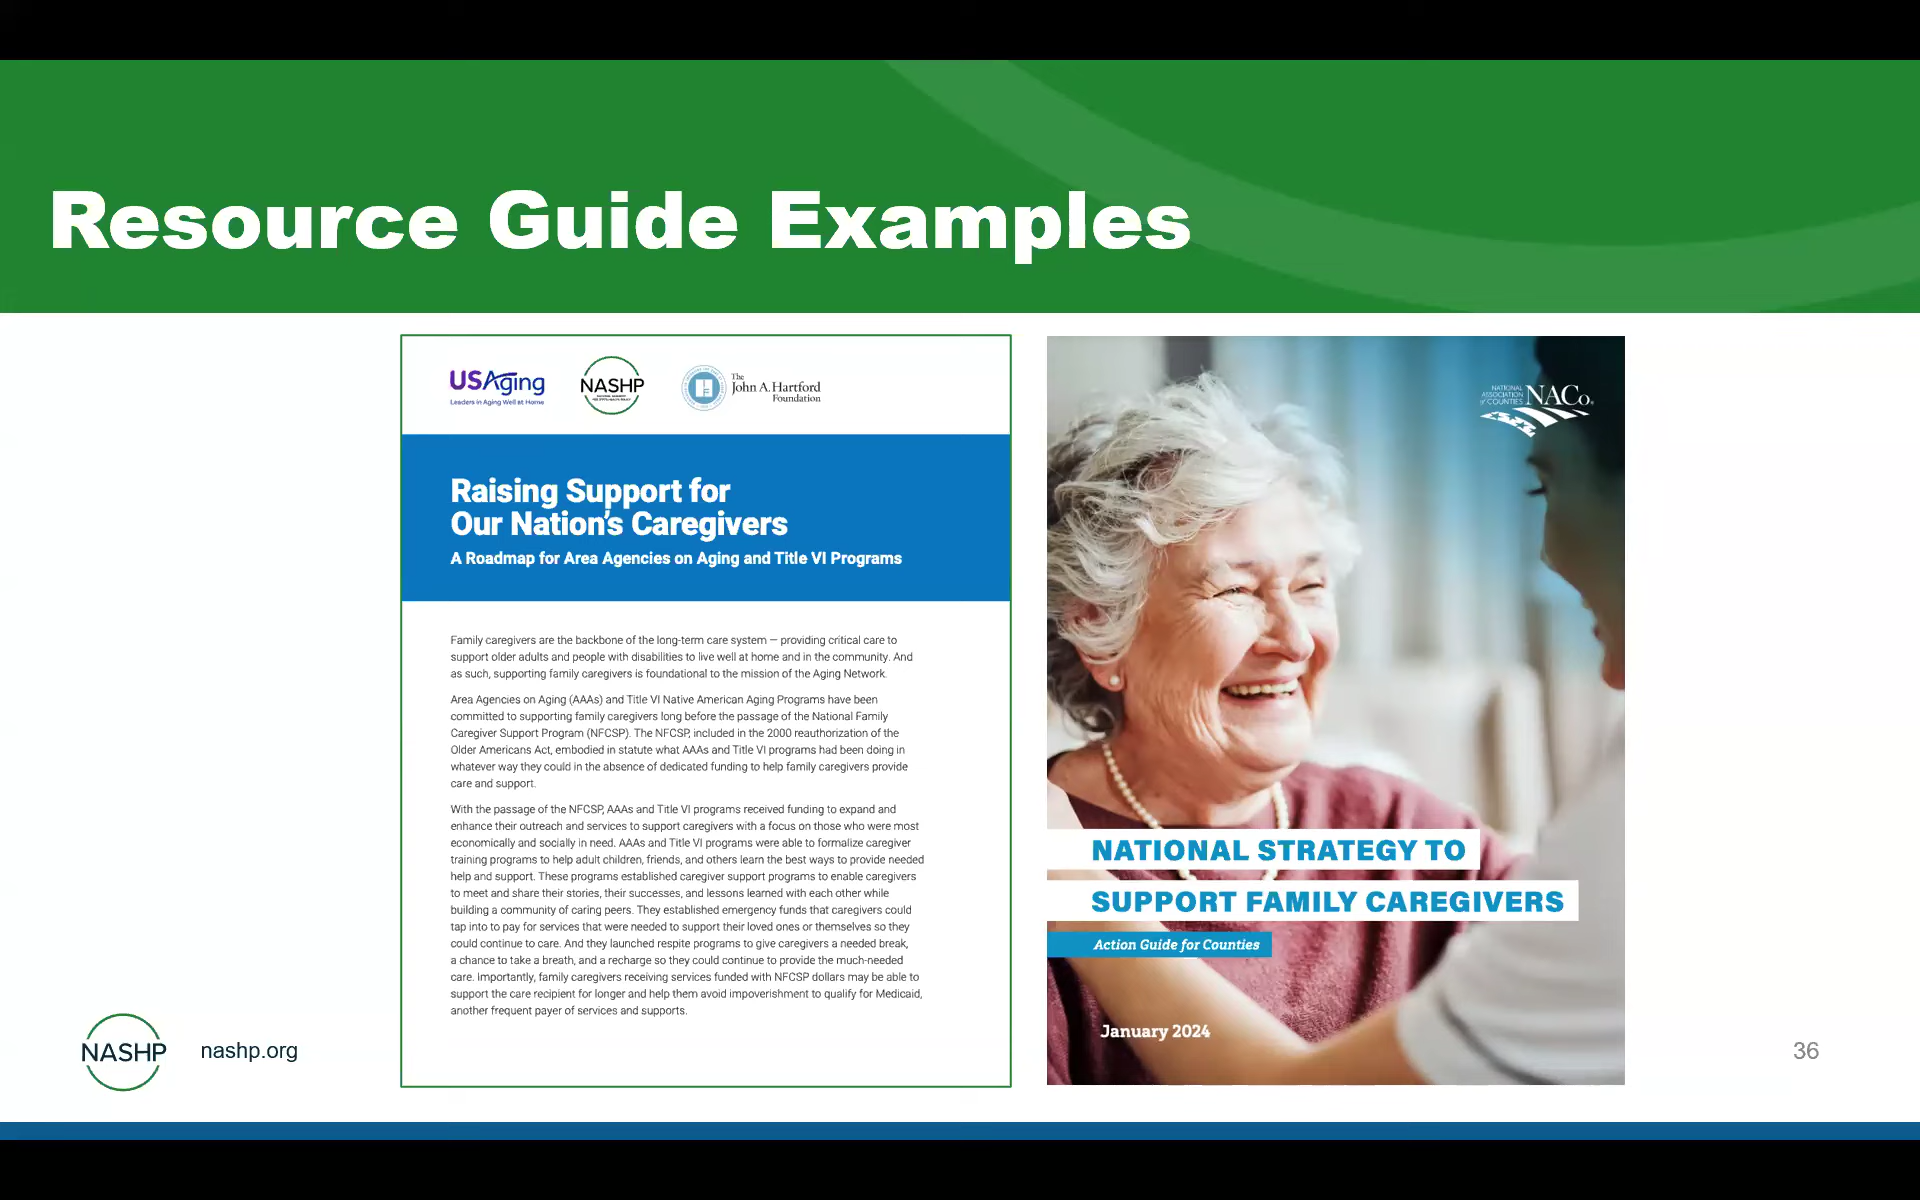 Resource Guide Examples
USAging
Leaders in Aging Well at Home
NASHP
The
John A. Hartford
Foundation
Raising Support for
Our Nation's Caregivers
A Roadmap for Area Agencies on Aging and Title VI Programs
Family caregivers are the backbone of the long-term care system — providing critical care to
support older adults and people with disabilities to live well at home and in the community. And
as such, supporting family caregivers is foundational to the mission of the Aging Network.
Area Agencies on Aging (AAAs) and Title VI Native American Aging Programs have been
committed to supporting family caregivers long before the passage of the National Family
Caregiver Support Program (NFCSP). The NFCSP, included in the 2000 reauthorization of the
Older Americans Act, embodied in statute what AAAs and Title VI programs had been doing in
whatever way they could in the absence of dedicated funding to help family caregivers provide
care and support.
With the passage of the NFCSP, AAAs and Title VI programs received funding to expand and
enhance their outreach and services to support caregivers with a focus on those who were most
economically and socially in need. AAAs and Title VI programs were able to formalize caregiver
training programs to help adult children, friends, and others learn the best ways to provide needed
help and support. These programs established caregiver support programs to enable caregivers
to meet and share their stories, their successes, and lessons learned with each other while
building a community of caring peers. They established emergency funds that caregivers could
tap into to pay for services that were needed to support their loved ones or themselves so they
could continue to care. And they launched respite programs to give caregivers a needed break,
a chance to take a breath, and a recharge so they could continue to provide the much-needed
care. Importantly, family caregivers receiving services funded with NFCSP dollars may be able to
support the care recipient for longer and help them avoid impoverishment to qualify for Medicaid,
another frequent payer of services and supports.
NATIONAL
ASSOCIATION
of COUNTIES
NACo
NATIONAL STRATEGY TO
SUPPORT FAMILY CAREGIVERS
Action Guide for Counties
January 2024
NASHP
nashp.org
36